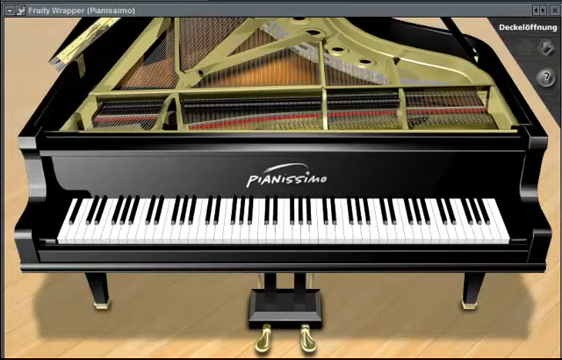 Fruity Wrapper (Pianissimo)
Deckelöffnung
?
PIANISSIMO